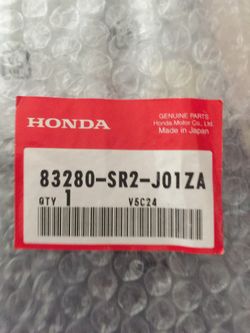 GENUINE PARTS
Honda Motor Co., Ltd.
Made in Japan
HONDA
83280-SR2-J01ZA
QTY 1 V5C24